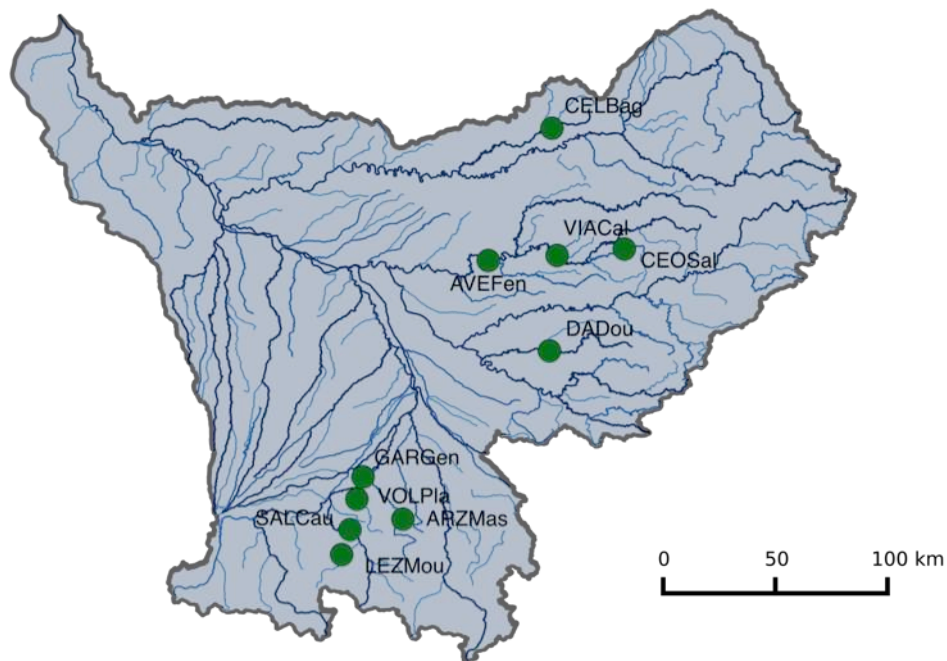 CELBag
VIACal
CEOSal
AVEFen
DADou
GARGen
VOLPla
SALCau
ARZMas
LEZMou
0 50 100 km